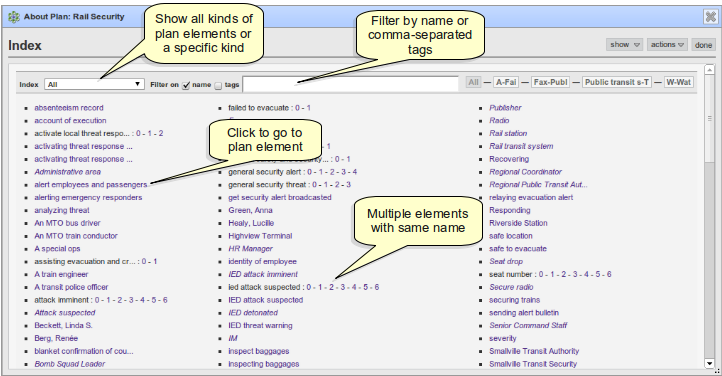 About Plan: Rail Security
Show all kinds of
plan elements or
a specific kind
Filter by name or
comma-separated
tags
Index
show
actions
done
Index All Filter on name tags
All — A-Fal — Fax-Publ — Public transit s-T — W-Wat
absenteeism record
account of execution
activate local threat respo... : 0 - 1 - 2
activating threat response ...
activating threat response ...
Administrative area
alert employees and passengers
alerting emergency responders
analyzing threat
An MTO bus driver
An MTO train conductor
A special ops
assisting evacuation and cr... : 0 - 1
A train engineer
A transit police officer
attack imminent : 0 - 1 - 2 - 3 - 4 - 5 - 6
Attack suspected
Beckett, Linda S.
Berg, Renée
blanket confirmation of cou...
Bomb Squad Leader
Click to go to
plan element
failed to evacuate : 0 - 1
- 1
security... : 0 - 1
general security alert : 0 - 1 - 2 - 3 - 4
general security threat : 0 - 1 - 2 - 3
get security alert broadcasted
Green, Anna
Healy, Lucille
Highview Terminal
HR Manager
identity of employee
IED attack imminent
ied attack suspected : 0 - 1 - 2 - 3 - 4 - 5 - 6
IED attack suspected
IED detonated
IED threat warning
IM
inspect baggages
inspecting baggages
Multiple elements
with same name
Publisher
Radio
Rail station
Rail transit system
Recovering
Regional Coordinator
Regional Public Transit Aut...
relaying evacuation alert
Responding
Riverside Station
safe location
safe to evacuate
Seat drop
seat number : 0 - 1 - 2 - 3 - 4 - 5 - 6
Secure radio
securing trains
sending alert bulletin
Senior Command Staff
severity
Smallville Transit Authority
Smallville Transit Security